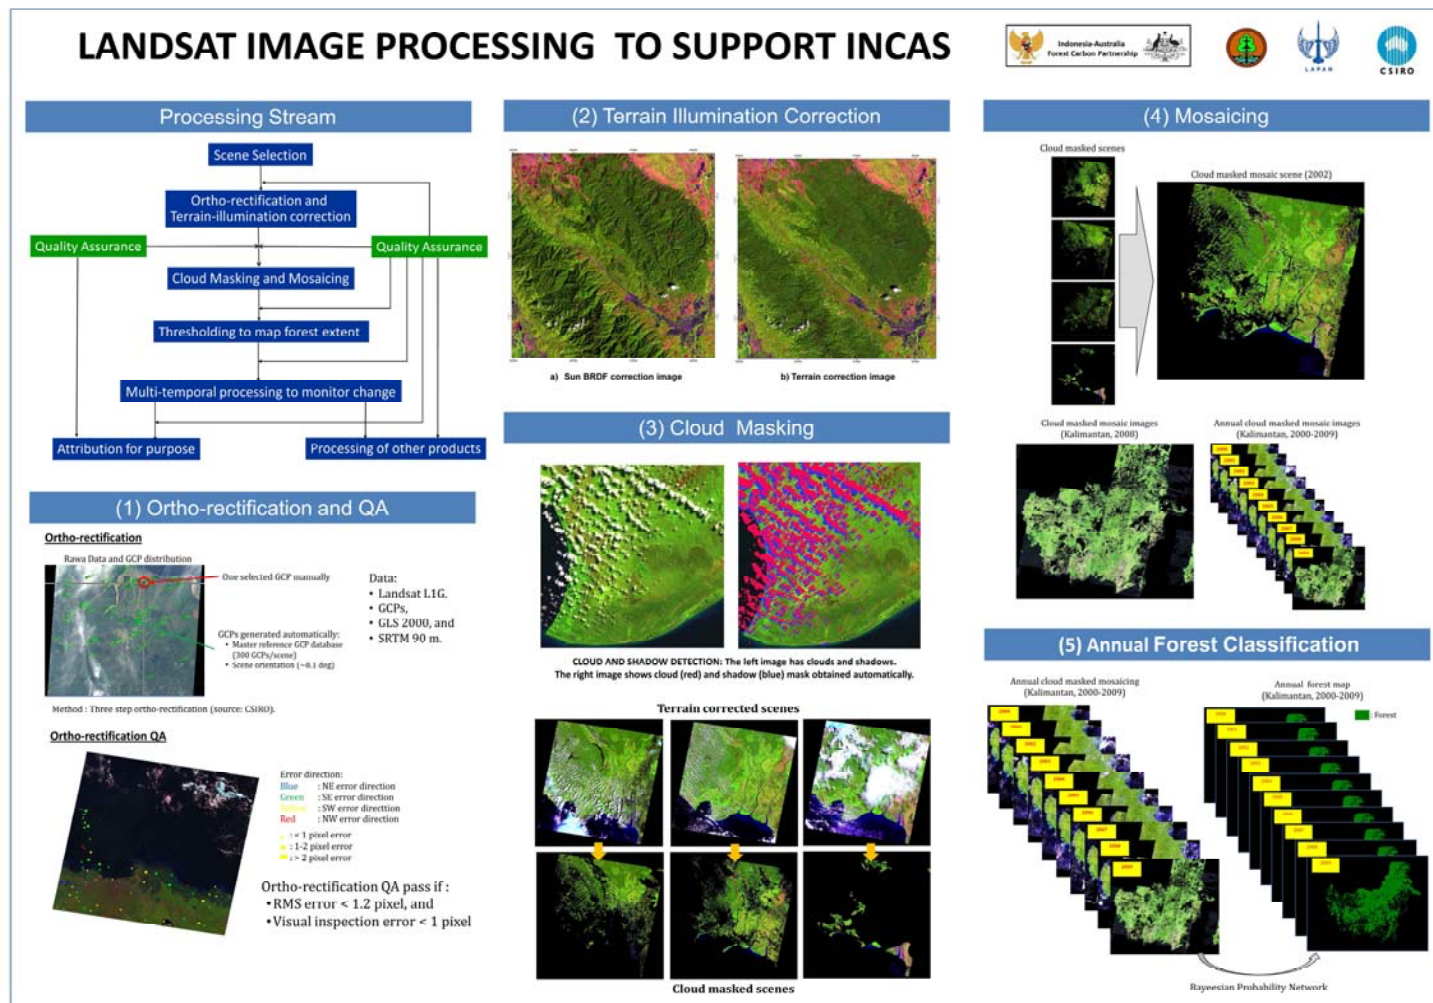 LANDSAT IMAGE PROCESSING TO SUPPORT INCAS
Indonesia-Australia
Forest Carbon Partnership
LAPAN
CSIRO
Processing Stream
Scene Selection
Ortho-rectification and
Terrain-illumination correction
Quality Assurance
Quality Assurance
Cloud Masking and Mosaicing
Thresholding to map forest extent
Multi-temporal processing to monitor change
Attribution for purpose
Processing of other products
(1) Ortho-rectification and QA
Ortho-rectification
Rawa Data and GCP distribution
One selected GCP manually
GCPs generated automatically:
• Master reference GCP database
(300 GCPs/scene)
• Scene orientation (~0.1 deg)
Data:
• Landsat L1G.
• GCPs,
• GLS 2000, and
• SRTM 90 m.
Method : Three step ortho-rectification (source: CSIRO).
Ortho-rectification QA
Error direction:
Blue : NE error direction
Green : SE error direction
Yellow : SW error directtion
Red : NW error direction
: < 1 pixel error
: 1-2 pixel error
: > 2 pixel error
Ortho-rectification QA pass if :
• RMS error < 1.2 pixel, and
• Visual inspection error < 1 pixel
(2) Terrain Illumination Correction
a) Sun BRDF correction image
b) Terrain correction image
(3) Cloud Masking
CLOUD AND SHADOW DETECTION: The left image has clouds and shadows.
The right image shows cloud (red) and shadow (blue) mask obtained automatically.
Terrain corrected scenes
Cloud masked scenes
(4) Mosaicing
Cloud masked scenes
Cloud masked mosaic scene (2002)
Cloud masked mosaic images
(Kalimantan, 2008)
Annual cloud masked mosaic images
(Kalimantan, 2000-2009)
(5) Annual Forest Classification
Annual cloud masked mosaicing
(Kalimantan, 2000-2009)
Annual forest map
(Kalimantan, 2000-2009)
: Forest
Bayesian Probability Network